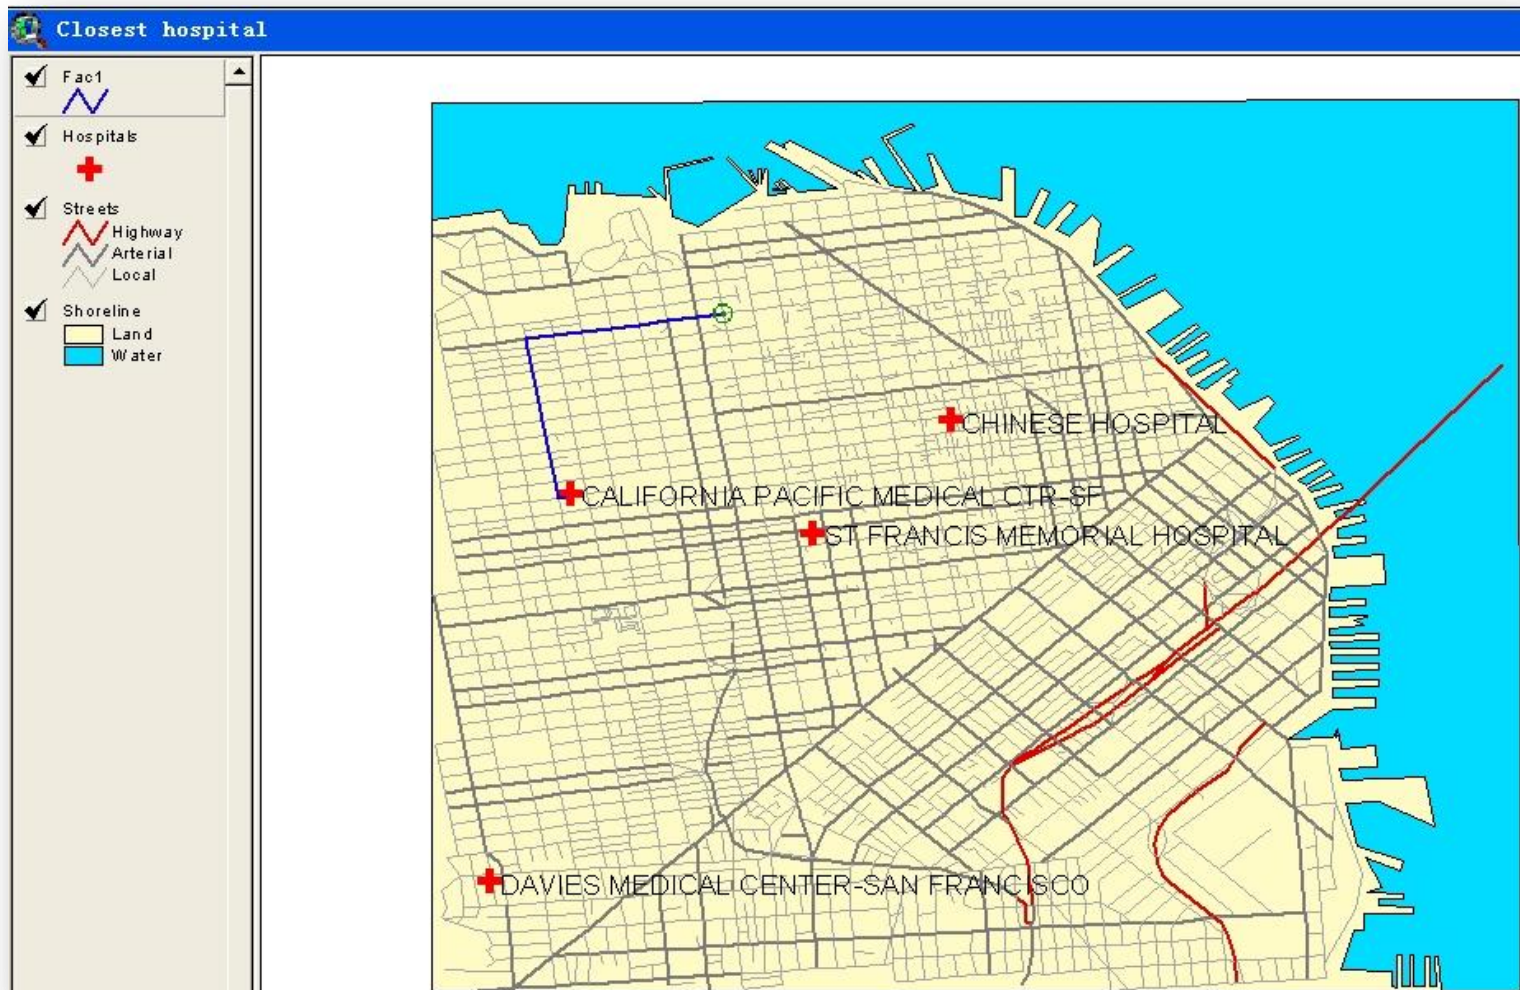 Closest hospital
Fac1
Hospitals
Streets
Highway
Arterial
Local
Shoreline
Land
Water
CHINESE HOSPITAL
CALIFORNIA PACIFIC MEDICAL CTR-SF
ST FRANCIS MEMORIAL HOSPITAL
DAVIES MEDICAL CENTER-SAN FRANCISCO